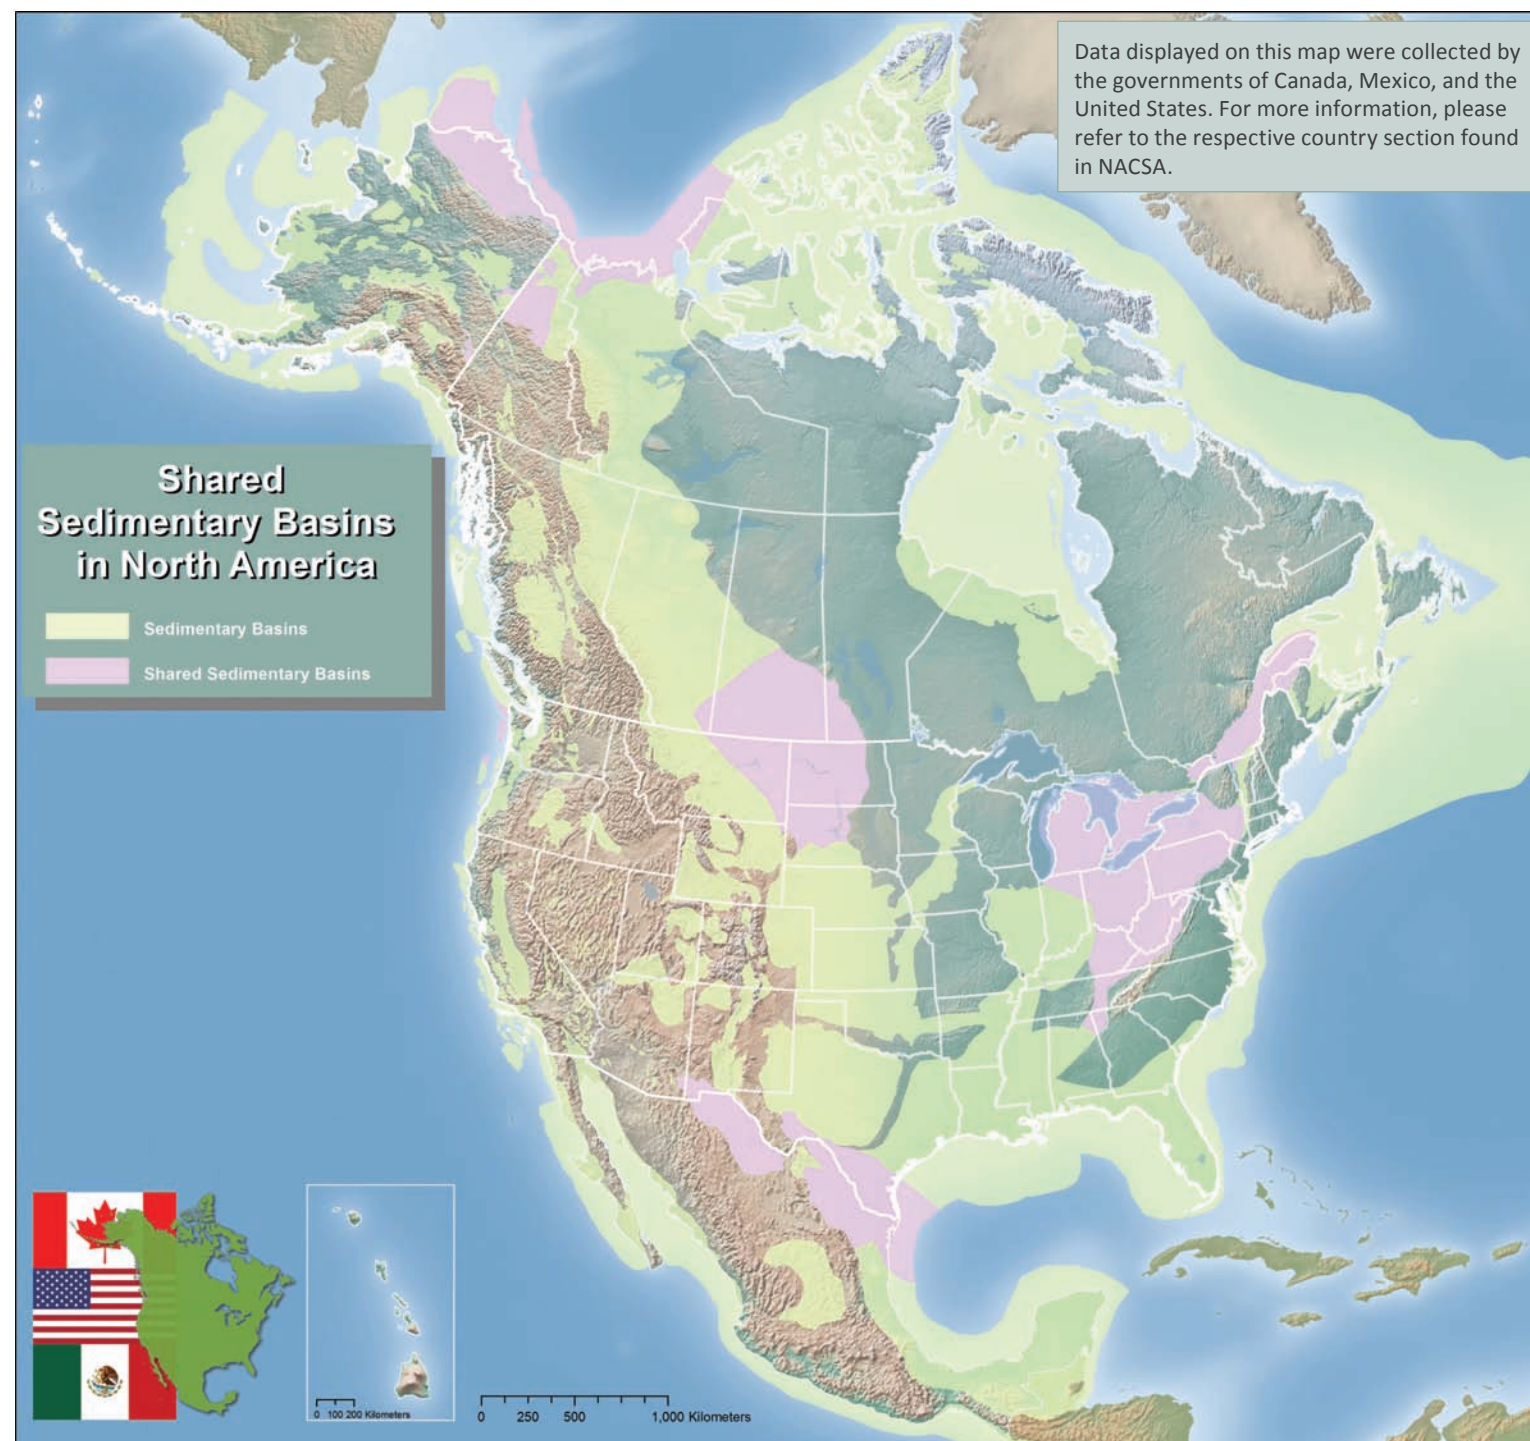 Data displayed on this map were collected by
the governments of Canada, Mexico, and the
United States. For more information, please
refer to the respective country section found
in NACSA.
Shared
Sedimentary Basins
in North America
Sedimentary Basins
Shared Sedimentary Basins
0 100 200 Kilometers
0 250 500 1,000 Kilometers